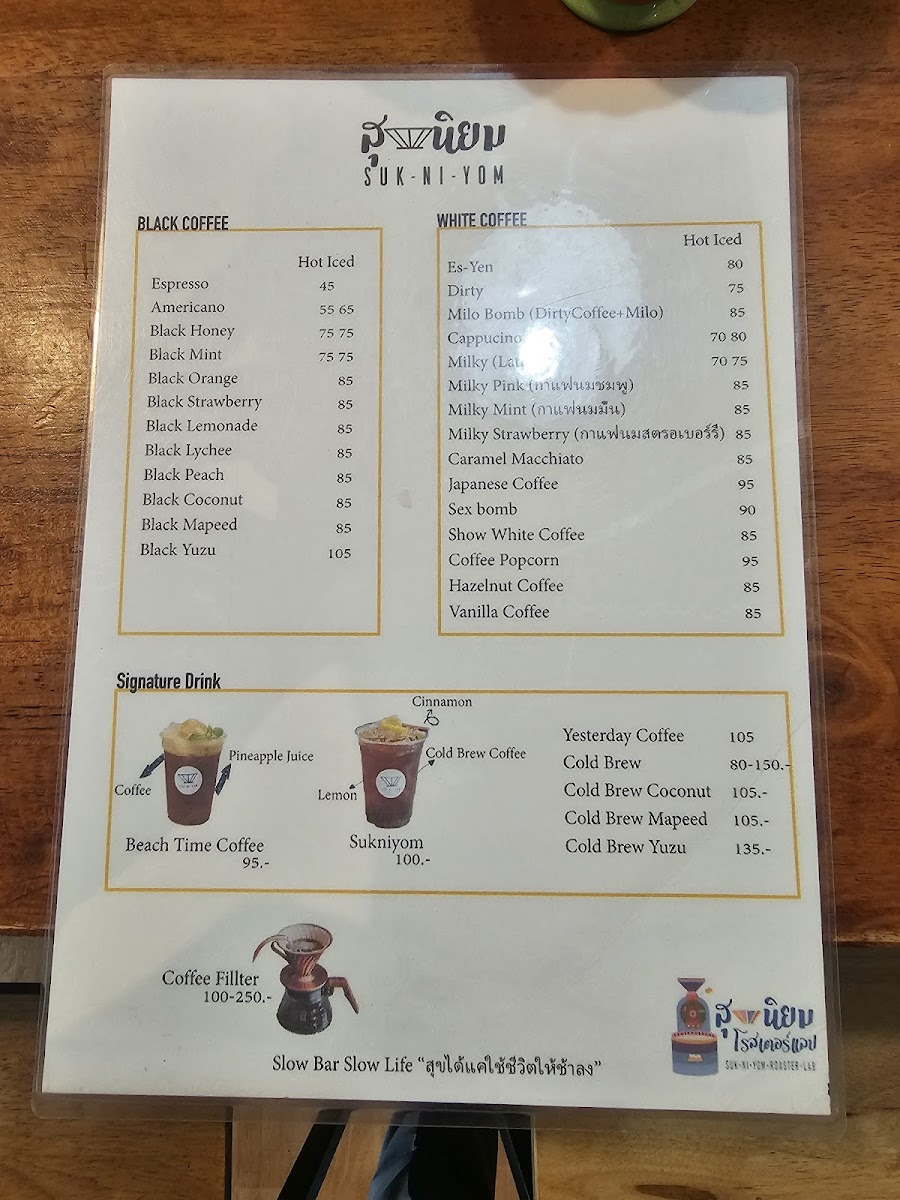 สุขนิยม
SUK-NI-YOM
BLACK COFFEE
Hot Iced
Espresso 45
Americano 55 65
Black Honey 75 75
Black Mint 75 75
Black Orange 85
Black Strawberry 85
Black Lemonade 85
Black Lychee 85
Black Peach 85
Black Coconut 85
Black Mapeed 85
Black Yuzu 105
WHITE COFFEE
Hot Iced
Es-Yen 80
Dirty 75
Milo Bomb (DirtyCoffee+Milo) 85
Cappucino 70 80
Milky 70 75
Milky Pink (กาแฟนมชมพู) 85
Milky Mint (กาแฟนมมิ้น) 85
Milky Strawberry (กาแฟนมสตรอเบอร์รี่) 85
Caramel Macchiato 85
Japanese Coffee 95
Sex bomb 90
Show White Coffee 85
Coffee Popcorn 95
Hazelnut Coffee 85
Vanilla Coffee 85
Signature Drink
Coffee
Pineapple Juice
Beach Time Coffee
95.-
Cinnamon
Cold Brew Coffee
Lemon
Sukniyom
100.-
Yesterday Coffee 105
Cold Brew 80-150.-
Cold Brew Coconut 105.-
Cold Brew Mapeed 105.-
Cold Brew Yuzu 135.-
Coffee Fillter
100-250.-
Slow Bar Slow Life “สุขได้แค่ใช้ชีวิตให้ช้าลง”
สุขนิยม
โรสเตอร์แลป
SUK-NI-YOM-ROASTER-LAB